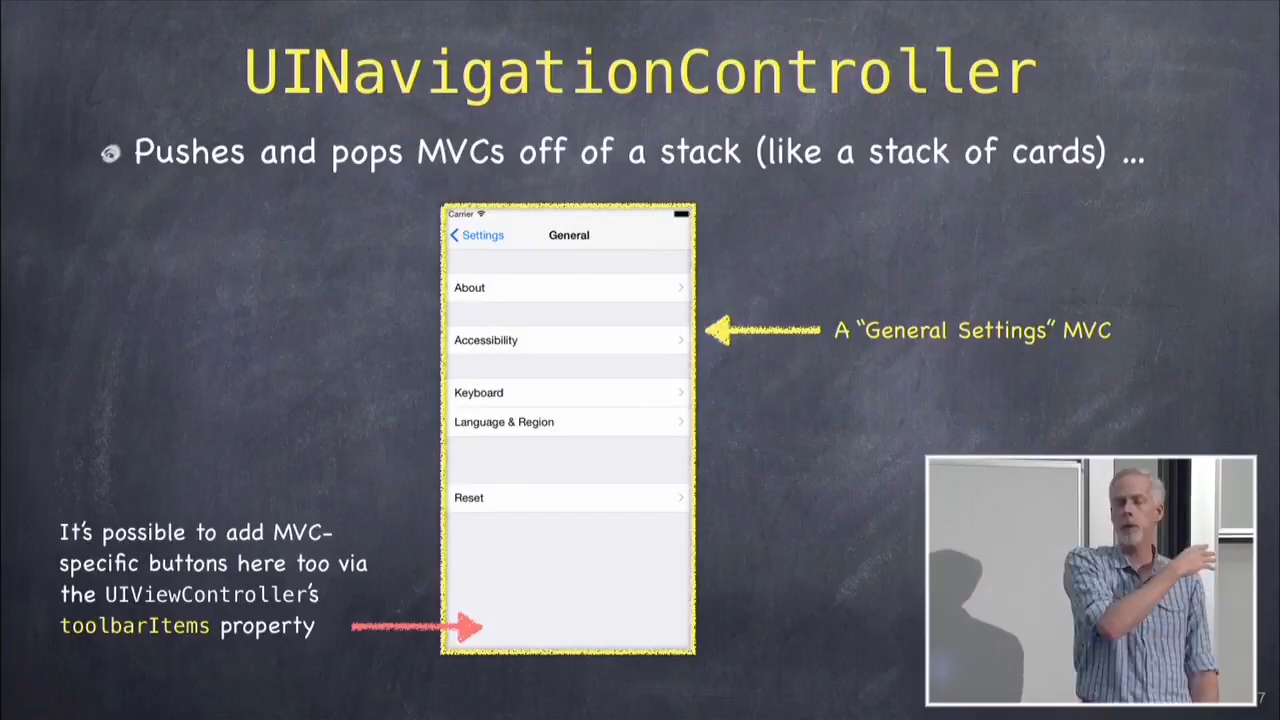 UINavigationController
Pushes and pops MVCs off of a stack (like a stack of cards) ...
Carrier
Settings
General
About
Accessibility
Keyboard
Language & Region
Reset
A “General Settings” MVC
It's possible to add MVC-
specific buttons here too via
the UIViewController's
toolbarItems property
7